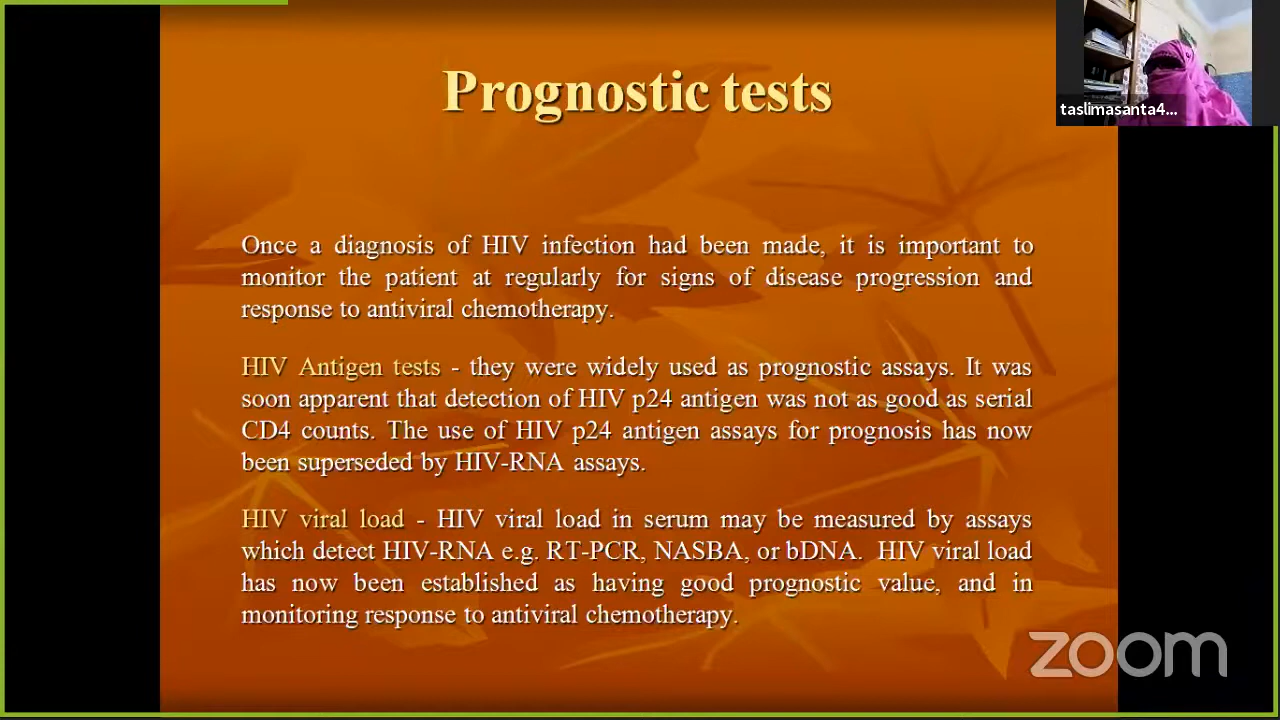 Prognostic tests
taslimasanta4...
Once a diagnosis of HIV infection had been made, it is important to
monitor the patient at regularly for signs of disease progression and
response to antiviral chemotherapy.
HIV Antigen tests - they were widely used as prognostic assays. It was
soon apparent that detection of HIV p24 antigen was not as good as serial
CD4 counts. The use of HIV p24 antigen assays for prognosis has now
been superseded by HIV-RNA assays.
HIV viral load - HIV viral load in serum may be measured by assays
which detect HIV-RNA e.g. RT-PCR, NASBA, or bDNA. HIV viral load
has now been established as having good prognostic value, and in
monitoring response to antiviral chemotherapy.
zoom